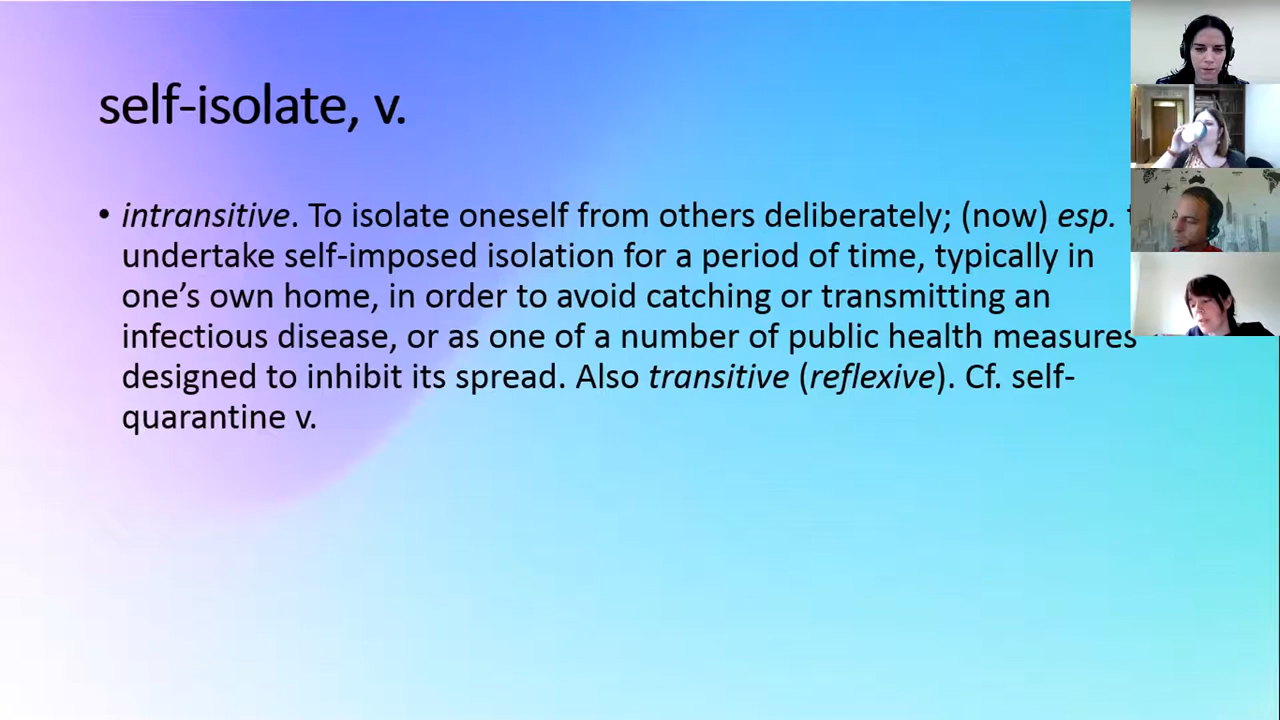 self-isolate, v.
• intransitive. To isolate oneself from others deliberately; (now) esp.
undertake self-imposed isolation for a period of time, typically in
one’s own home, in order to avoid catching or transmitting an
infectious disease, or as one of a number of public health measures
designed to inhibit its spread. Also transitive (reflexive). Cf. self-
quarantine v.